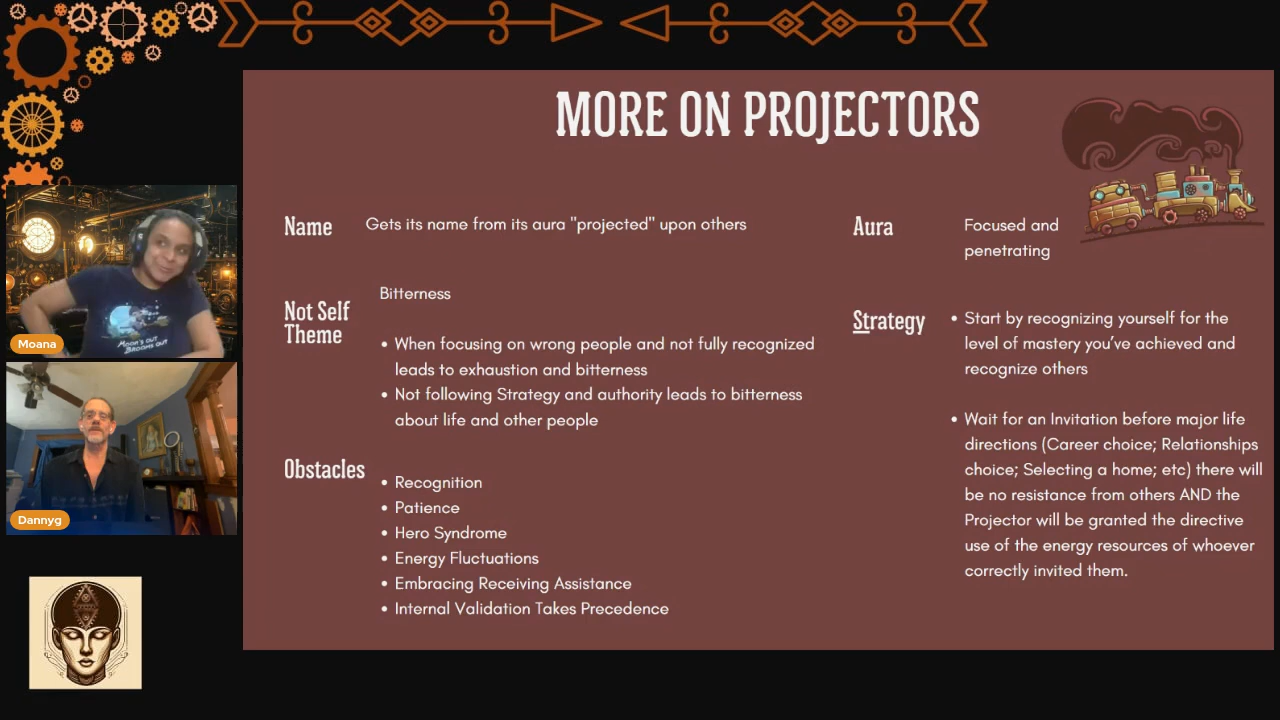 MORE ON PROJECTORS
Name
Gets its name from its aura "projected" upon others
Not Self
Theme
Bitterness
• When focusing on wrong people and not fully recognized
leads to exhaustion and bitterness
• Not following Strategy and authority leads to bitterness
about life and other people
Obstacles
• Recognition
• Patience
• Hero Syndrome
• Energy Fluctuations
• Embracing Receiving Assistance
• Internal Validation Takes Precedence
Aura
Focused and
penetrating
Strategy
• Start by recognizing yourself for the
level of mastery you've achieved and
recognize others
• Wait for an Invitation before major life
directions (Career choice; Relationships
choice; Selecting a home; etc) there will
be no resistance from others AND the
Projector will be granted the directive
use of the energy resources of whoever
correctly invited them.
Moon's out
Brooms out
Moana
Dannyg